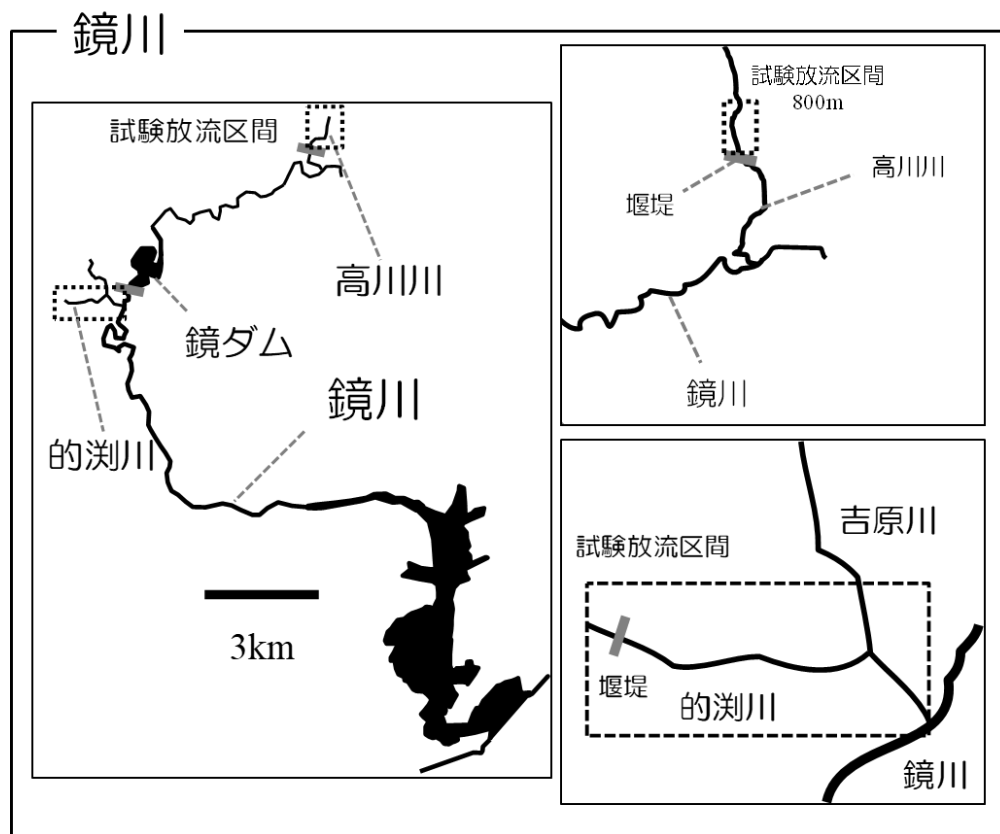 鏡川
試験放流区間
高川川
鏡ダム
鏡川
的渕川
3km
試験放流区間
800m
高川川
堰堤
鏡川
吉原川
試験放流区間
堰堤
的渕川
鏡川